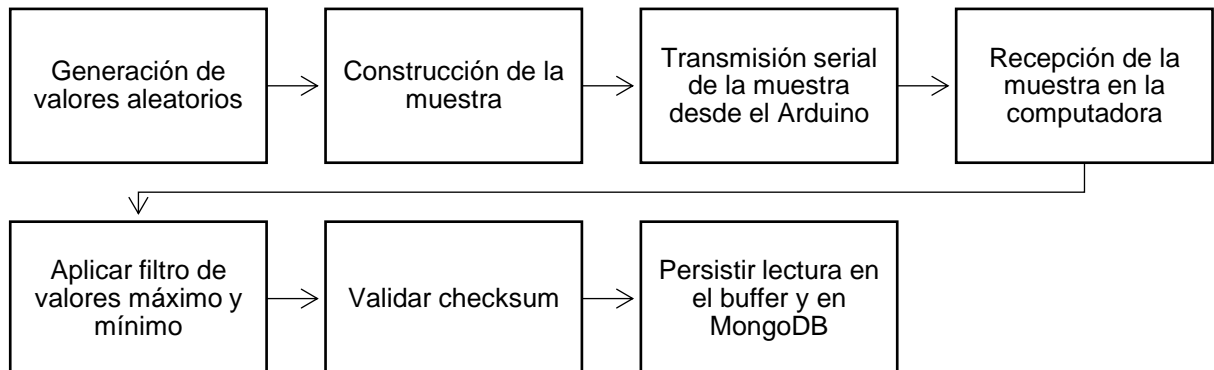 Generación de
valores aleatorios
Construcción de la
muestra
Transmisión serial
de la muestra
desde el Arduino
Recepción de la
muestra en la
computadora
Aplicar filtro de
valores máximo y
mínimo
Validar checksum
Persistir lectura en
el buffer y en
MongoDB